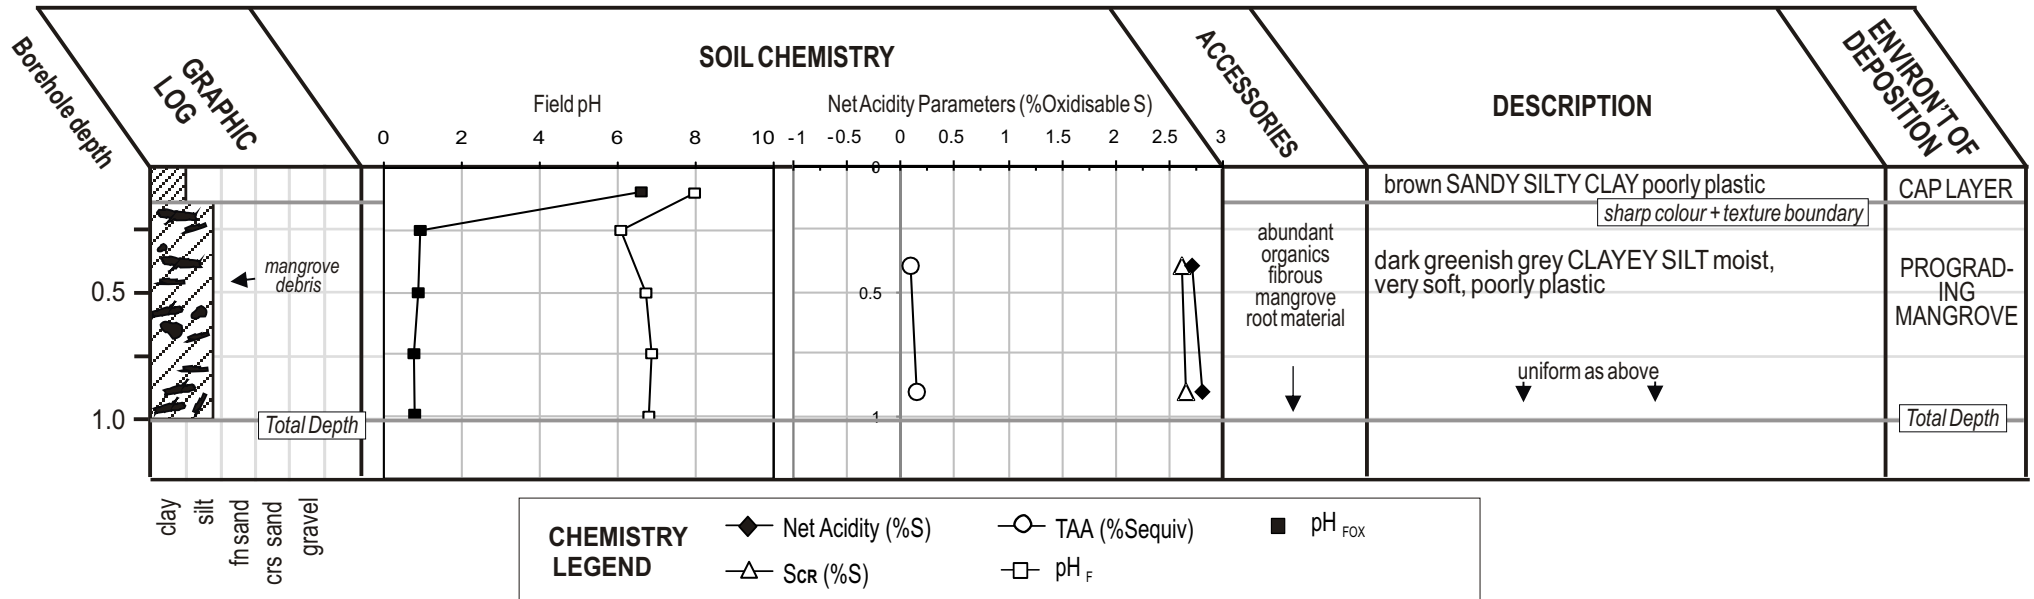 Borehole depth
GRAPHIC
LOG
SOIL CHEMISTRY
Field pH
0 2 4 6 8 10
Net Acidity Parameters (%Oxidisable S)
-1 -0.5 0 0.5 1 1.5 2 2.5 3
ACCESSORIES
DESCRIPTION
ENVIRON'T OF
DEPOSITION
0
brown SANDY SILTY CLAY poorly plastic
CAP LAYER
sharp colour + texture boundary
abundant
organics
fibrous
mangrove
root material
dark greenish grey CLAYEY SILT moist,
very soft, poorly plastic
PROGRAD-
ING
MANGROVE
mangrove
debris
0.5
0.5
uniform as above
1.0
1
Total Depth
Total Depth
clay
silt
fn sand
crs sand
gravel
CHEMISTRY
LEGEND
Net Acidity (%S)
TAA (%Sequiv)
pH FOX
SCR (%S)
pH F